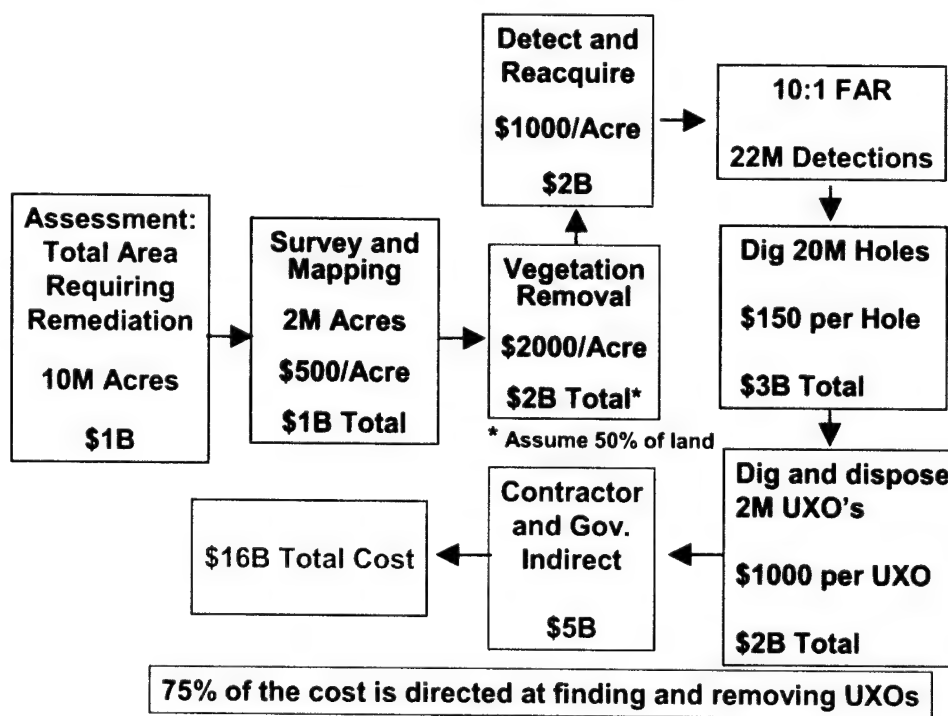 Assessment:
Total Area
Requiring
Remediation
10M Acres
$1B
Survey and
Mapping
2M Acres
$500/Acre
$1B Total
Vegetation
Removal
$2000/Acre
$2B Total*
* Assume 50% of land
Detect and
Reacquire
$1000/Acre
$2B
10:1 FAR
22M Detections
Dig 20M Holes
$150 per Hole
$3B Total
Dig and dispose
2M UXO's
$1000 per UXO
$2B Total
Contractor
and Gov.
Indirect
$5B
$16B Total Cost
75% of the cost is directed at finding and removing UXOs